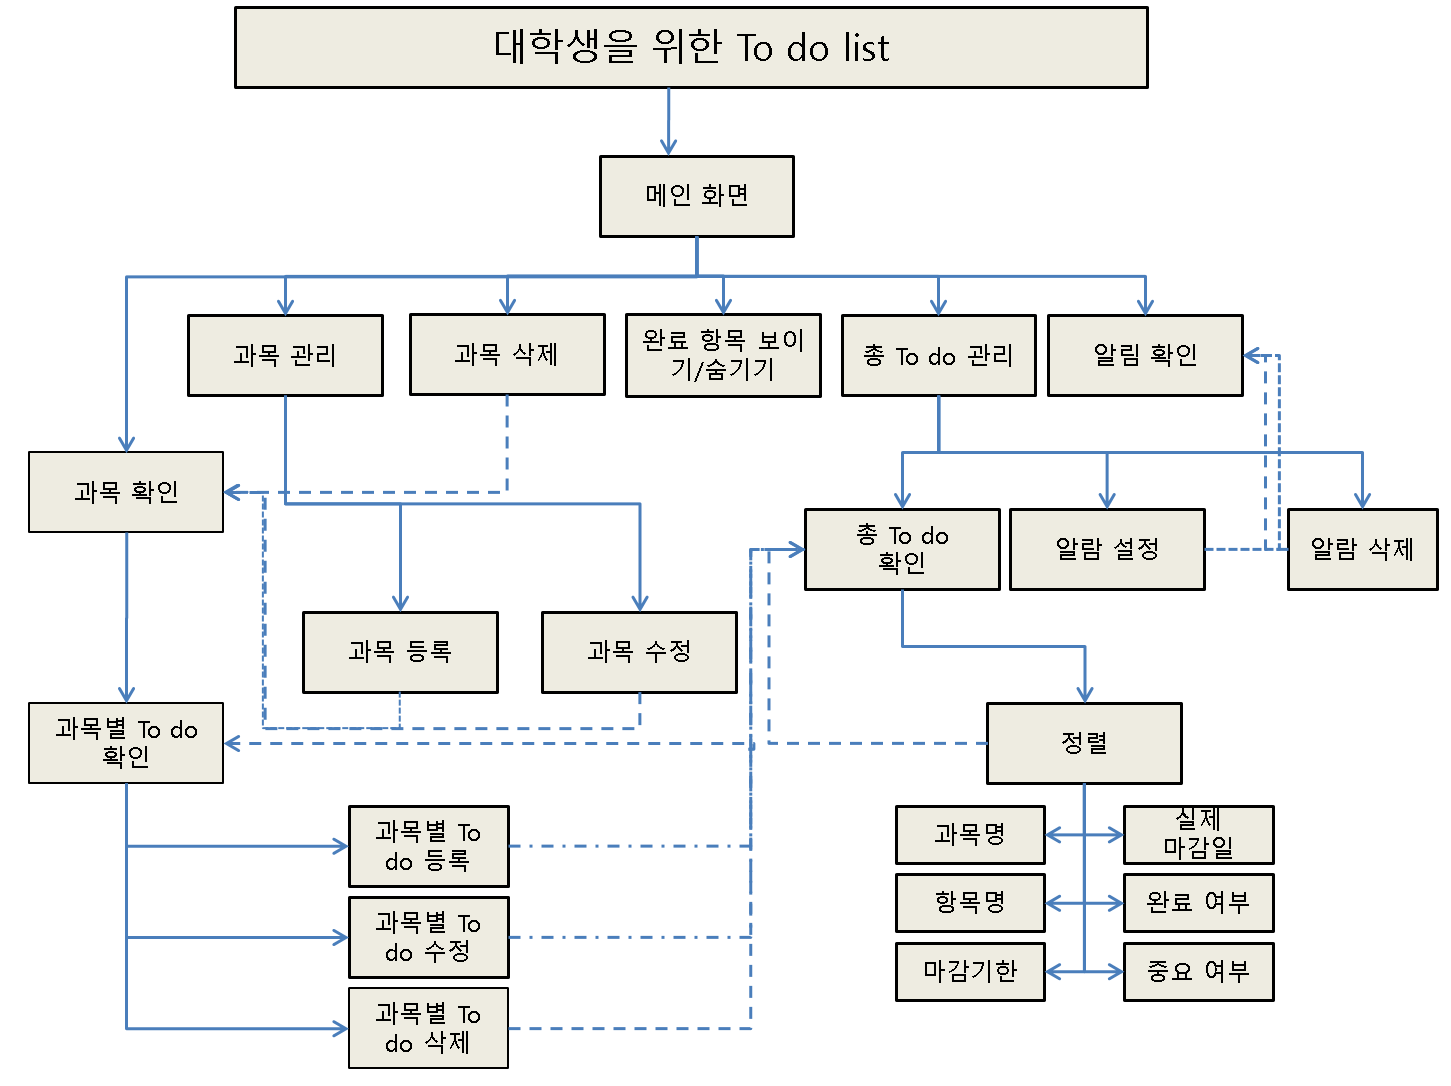 대학생을 위한 To do list
메인 화면
과목 관리
과목 삭제
완료 항목 보이
기/숨기기
총 To do 관리
알림 확인
과목 확인
총 To do
확인
알람 설정
알람 삭제
과목 등록
과목 수정
과목별 To do
확인
정렬
과목별 To
do 등록
과목명
실제
마감일
과목별 To
do 수정
항목명
완료 여부
마감기한
중요 여부
과목별 To
do 삭제